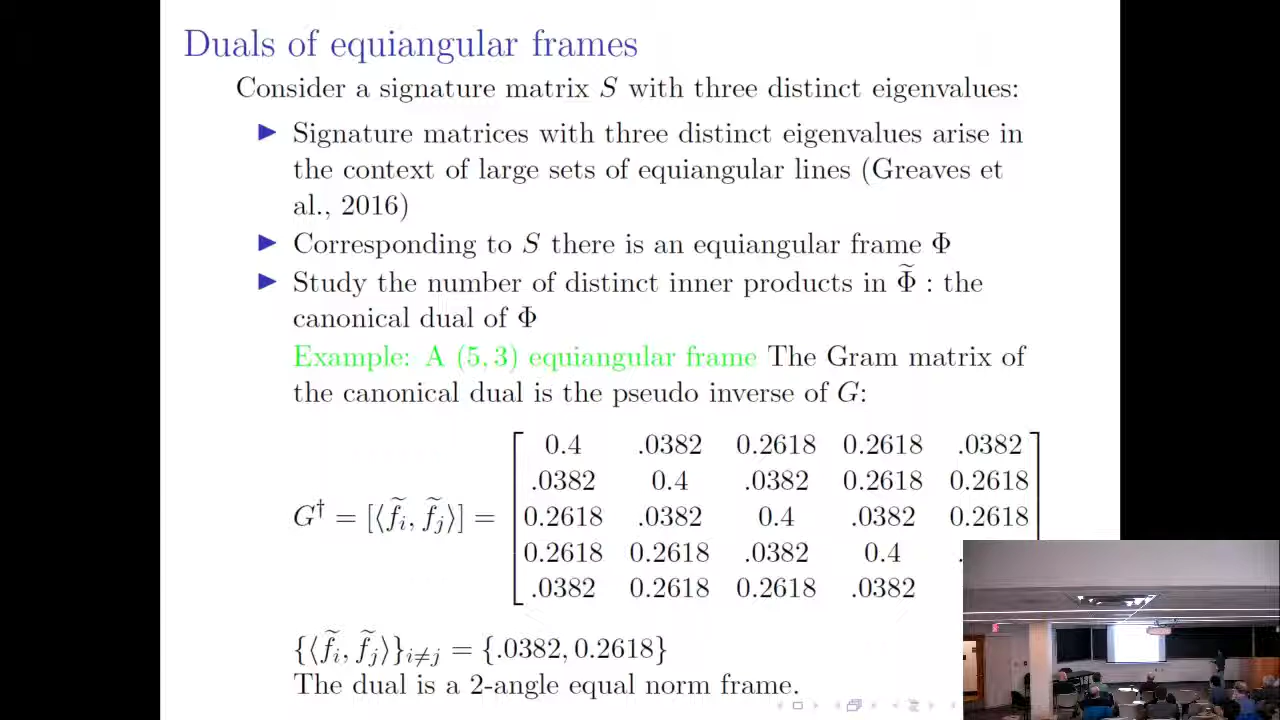 Duals of equiangular frames
Consider a signature matrix S with three distinct eigenvalues:
▶ Signature matrices with three distinct eigenvalues arise in
the context of large sets of equiangular lines (Greaves et
al., 2016)
▶ Corresponding to S there is an equiangular frame Φ
▶ Study the number of distinct inner products in Φ̃ : the
canonical dual of Φ
Example: A (5, 3) equiangular frame The Gram matrix of
the canonical dual is the pseudo inverse of G:
0.4 .0382 0.2618 0.2618 .0382
.0382 0.4 .0382 0.2618 0.2618
G† = [⟨f̃ᵢ, f̃ⱼ⟩] = 0.2618 .0382 0.4 .0382 0.2618
0.2618 0.2618 .0382 0.4
.0382 0.2618 0.2618 .0382
{⟨f̃ᵢ, f̃ⱼ⟩}ᵢ≠ⱼ = {.0382, 0.2618}
The dual is a 2-angle equal norm frame.